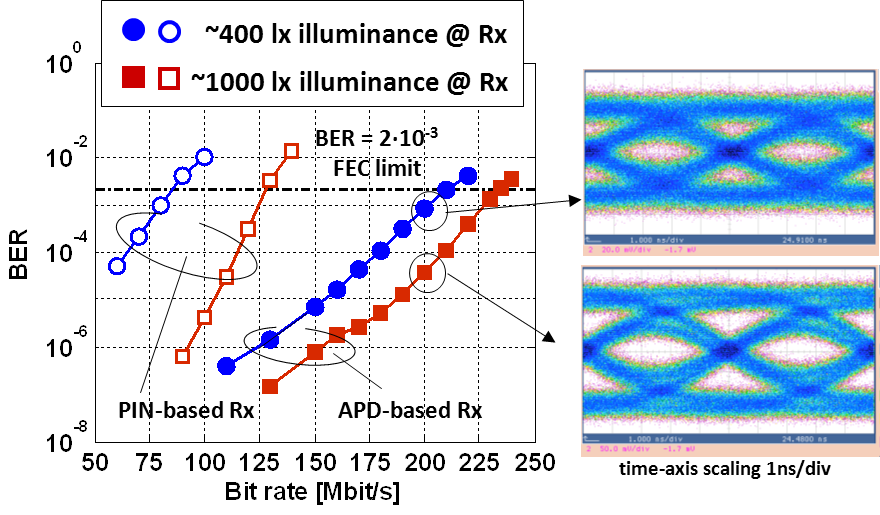 ~400 lx illuminance @ Rx
~1000 lx illuminance @ Rx
10⁰
10⁻²
10⁻⁴
10⁻⁶
10⁻⁸
BER
BER = 2·10⁻³
FEC limit
PIN-based Rx
APD-based Rx
50 75 100 125 150 175 200 225 250
Bit rate [Mbit/s]
1.000 ns/div 24.9100 ns
2 20.0 mV/div -1.7 mV
1.000 ns/div 24.4800 ns
2 50.0 mV/div -1.7 mV
time-axis scaling 1ns/div